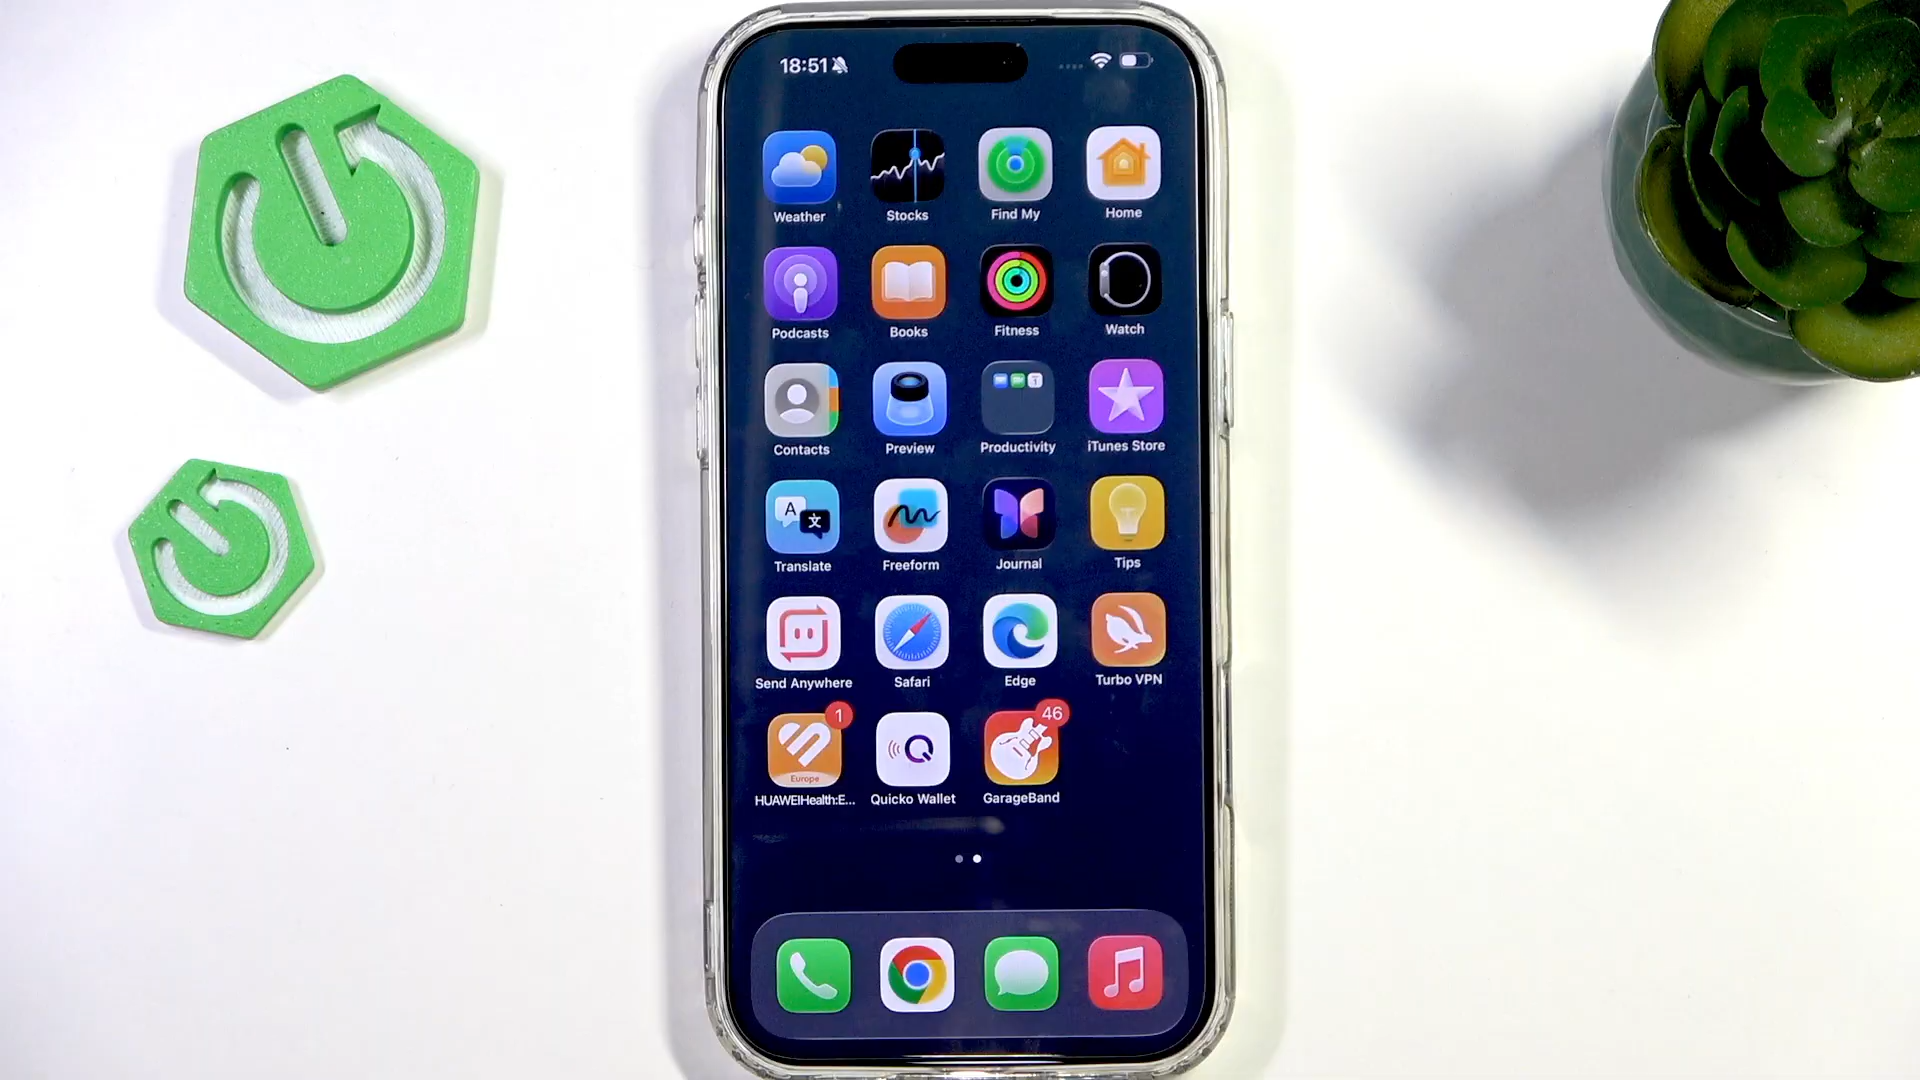 18:51
Weather Stocks Find My Home
Podcasts Books Fitness Watch
Contacts Preview Productivity iTunes Store
A 文
Translate Freeform Journal Tips
Send Anywhere Safari Edge Turbo VPN
1 46
Europe
HUAWEIHealth:E... Quicko Wallet GarageBand